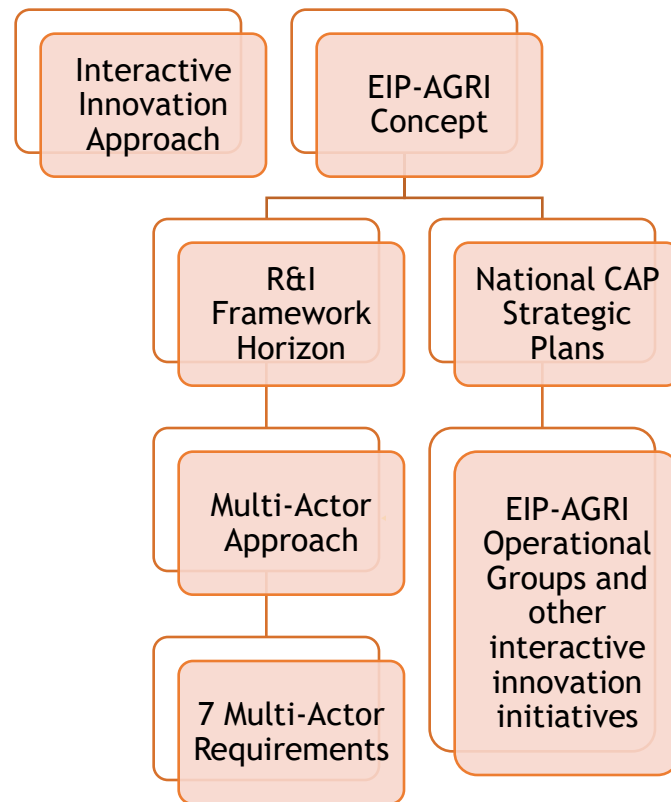 Interactive
Innovation
Approach
EIP-AGRI
Concept
R&I
Framework
Horizon
National CAP
Strategic
Plans
Multi-Actor
Approach
EIP-AGRI
Operational
Groups and
other
interactive
innovation
initiatives
7 Multi-Actor
Requirements